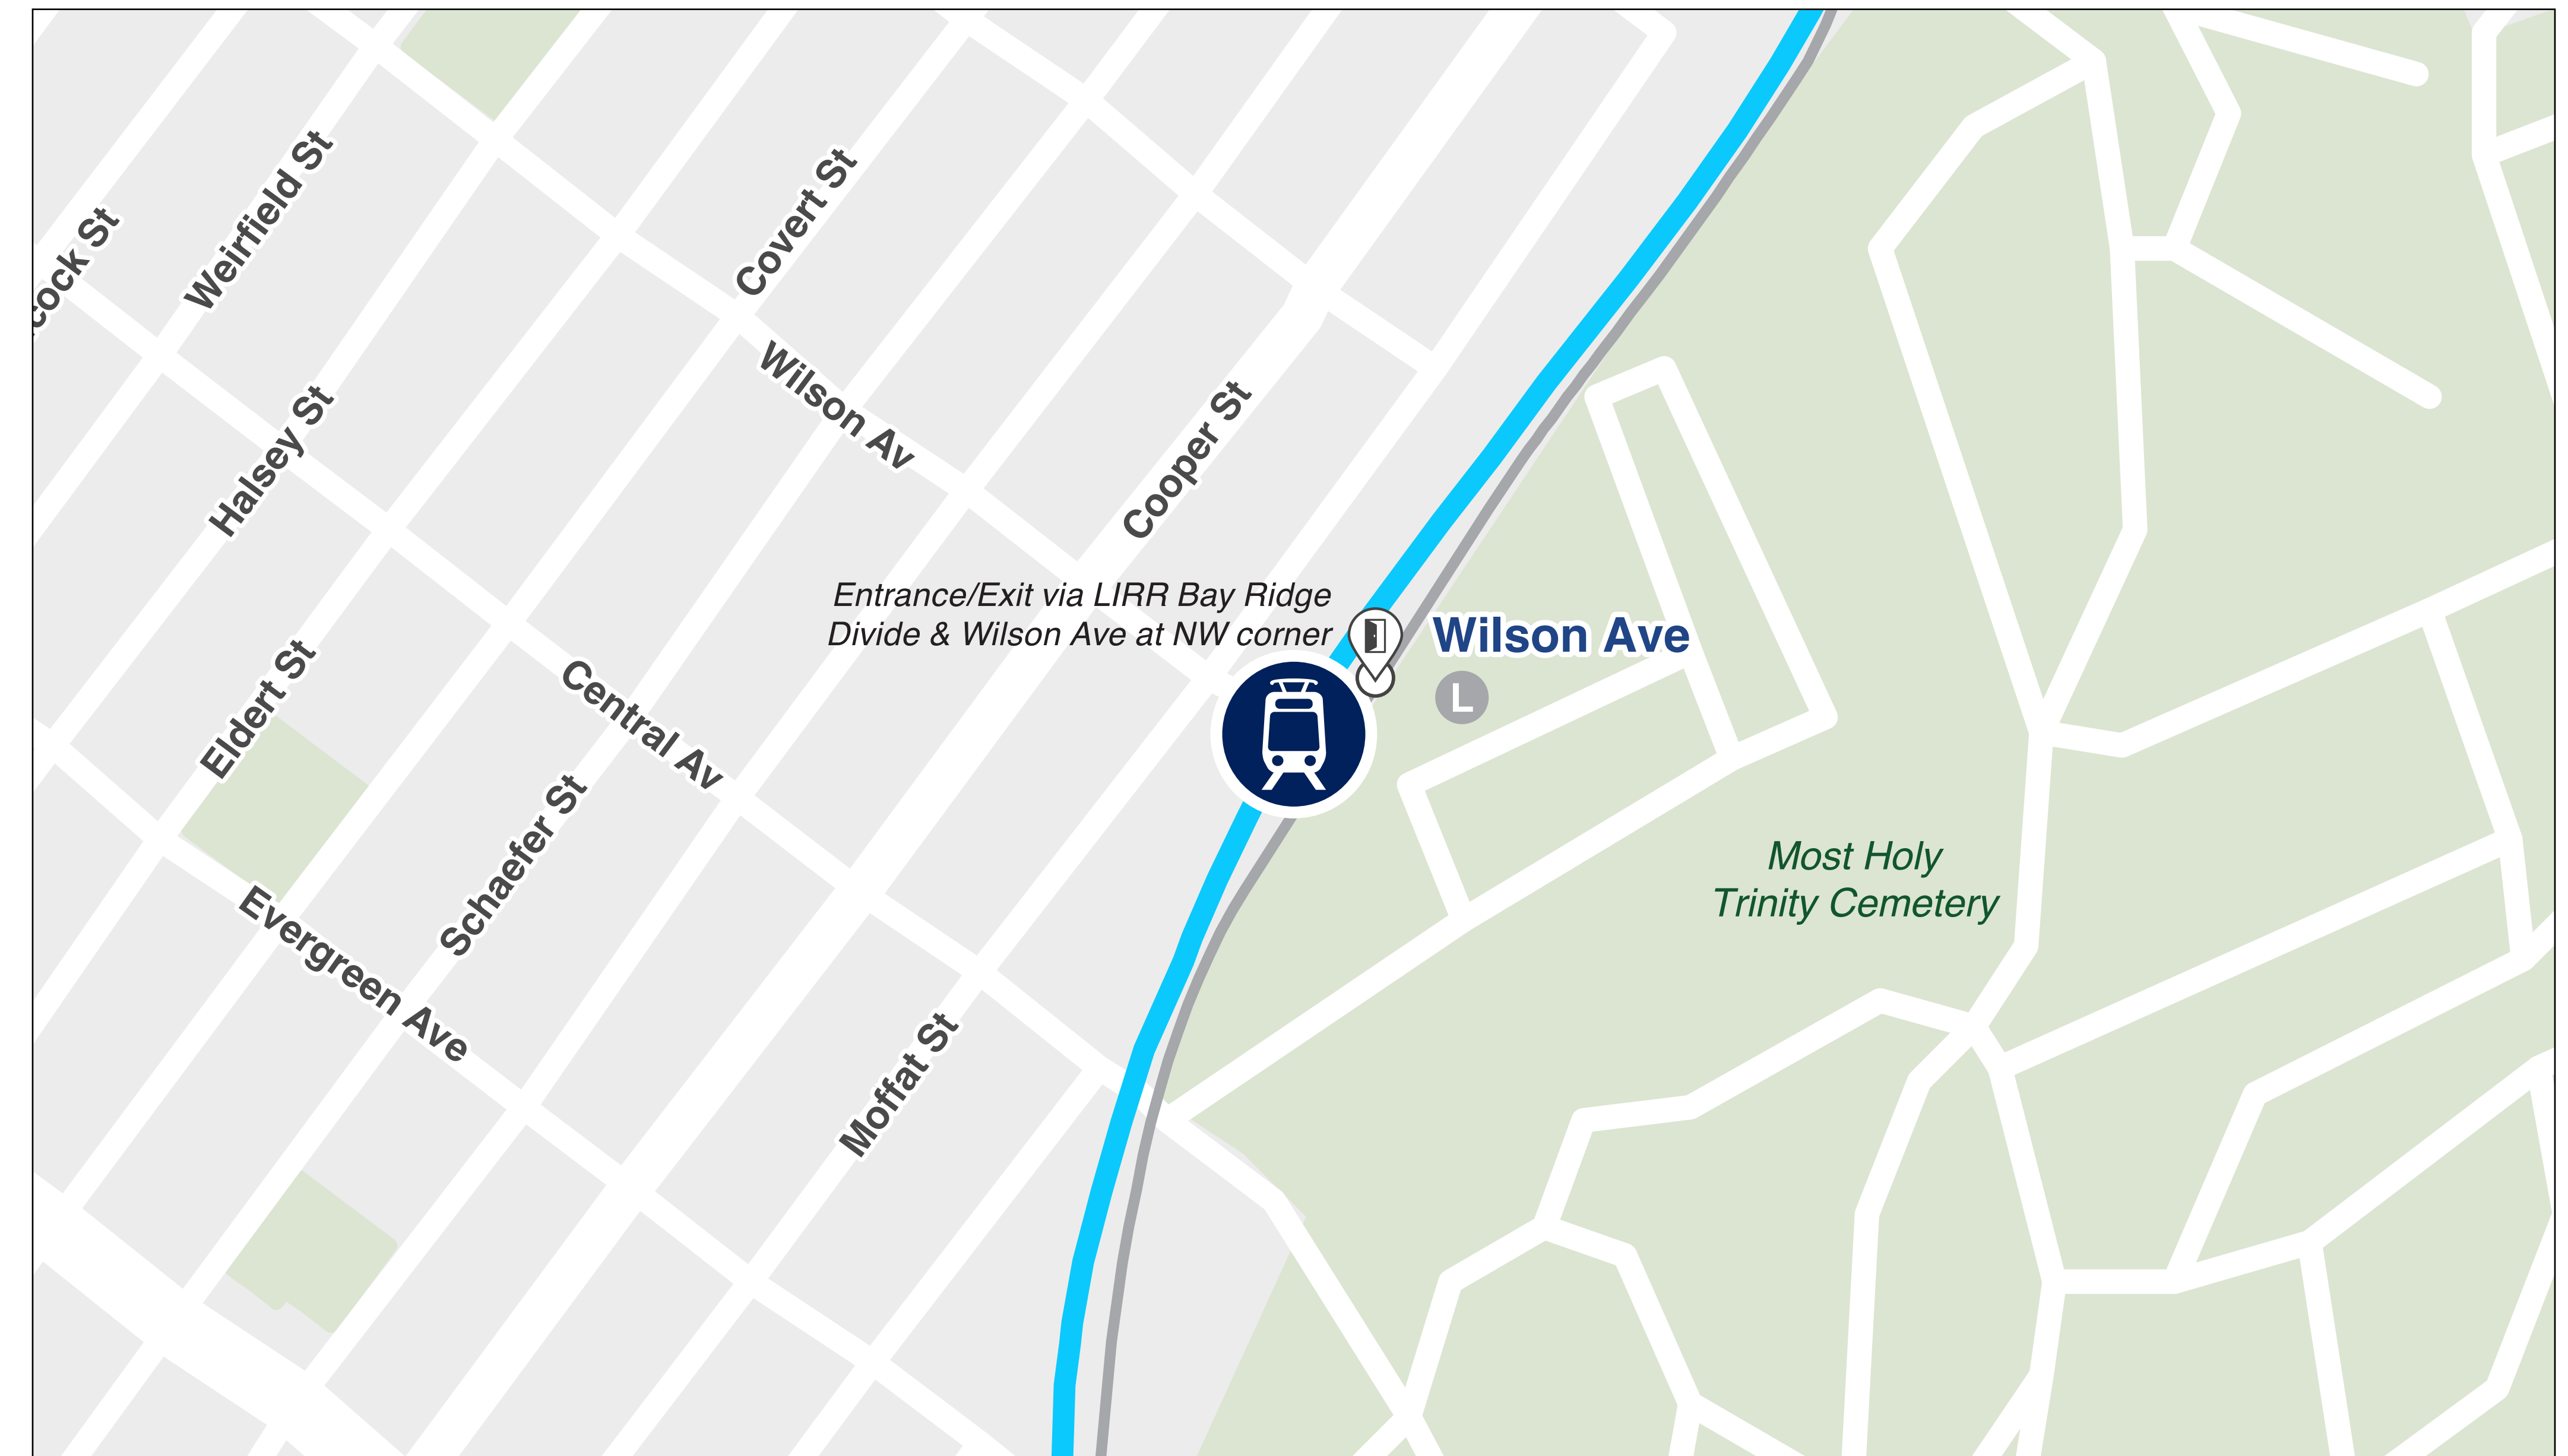 Weirfield St
Covert St
Halsey St
Wilson Av
Cooper St
Entrance/Exit via LIRR Bay Ridge
Divide & Wilson Ave at NW corner
Wilson Ave
L
Eldert St
Central Av
Schaefer St
Most Holy
Trinity Cemetery
Evergreen Ave
Moffat St
cock St